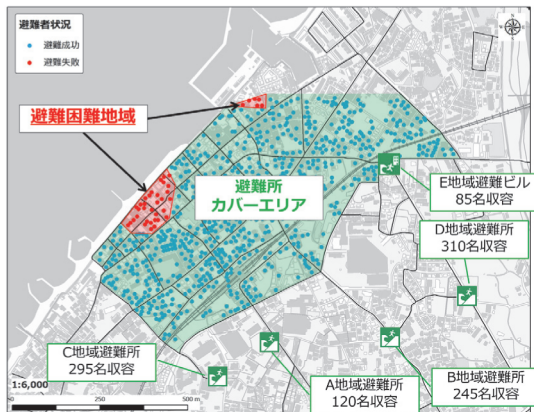 避難者状況
避難成功
避難失敗
避難困難地域
避難所
カバーエリア
E地域避難ビル
85名収容
D地域避難所
310名収容
C地域避難所
295名収容
A地域避難所
120名収容
B地域避難所
245名収容
1:6,000
250
500 m
N